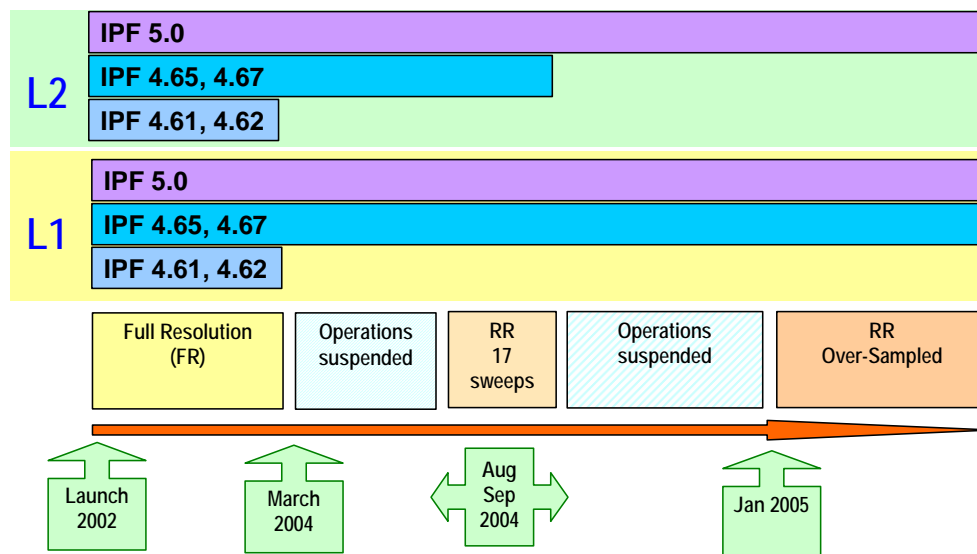 L2
IPF 5.0
IPF 4.65, 4.67
IPF 4.61, 4.62
L1
IPF 5.0
IPF 4.65, 4.67
IPF 4.61, 4.62
Full Resolution
(FR)
Operations
suspended
RR
17
sweeps
Operations
suspended
RR
Over-Sampled
Launch
2002
March
2004
Aug
Sep
2004
Jan 2005